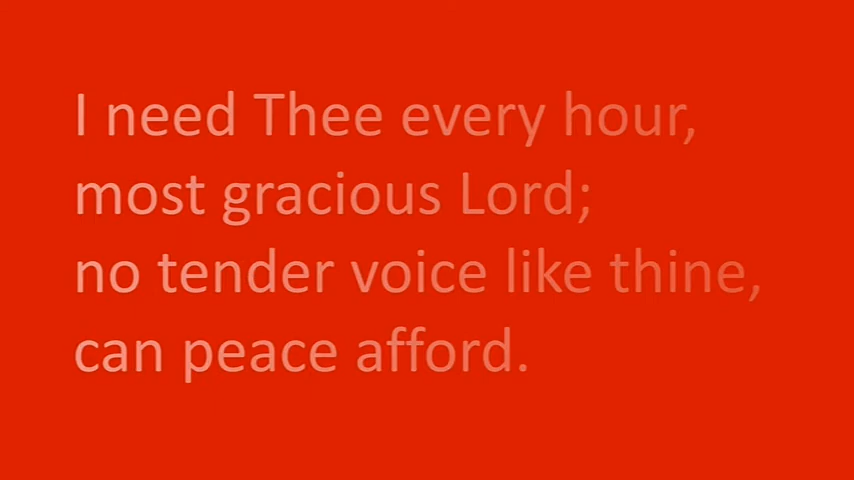 I need Thee every hour,
most gracious Lord;
no tender voice like thine,
can peace afford.